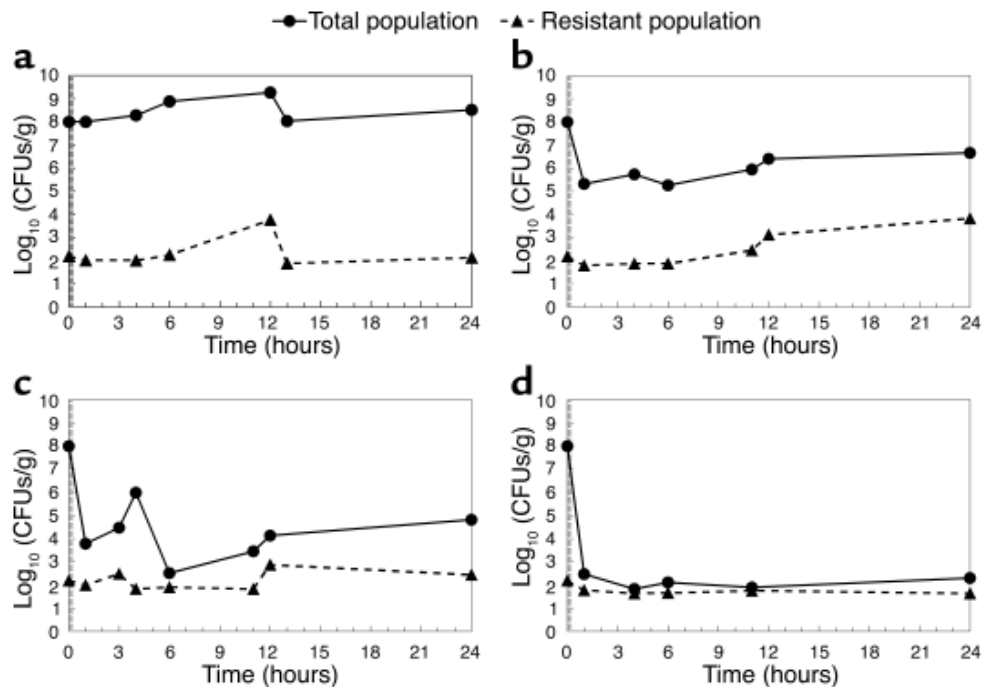 Total population Resistant population
a b
10 9 8 7 6 5 4 3 2 1 0
Log10 (CFUs/g)
0 3 6 9 12 15 18 21 24
Time (hours)
10 9 8 7 6 5 4 3 2 1 0
Log10 (CFUs/g)
0 3 6 9 12 15 18 21 24
Time (hours)
c d
10 9 8 7 6 5 4 3 2 1 0
Log10 (CFUs/g)
0 3 6 9 12 15 18 21 24
Time (hours)
10 9 8 7 6 5 4 3 2 1 0
Log10 (CFUs/g)
0 3 6 9 12 15 18 21 24
Time (hours)